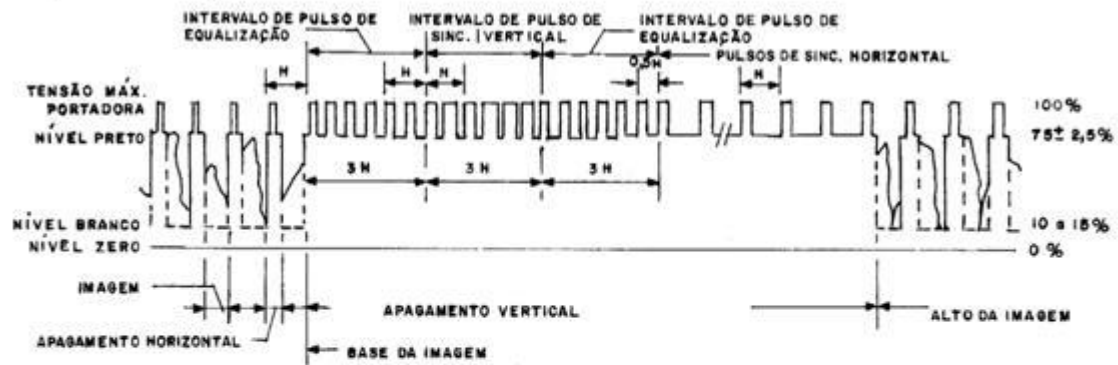 INTERVALO DE PULSO DE
EQUALIZAÇÃO
INTERVALO DE PULSO DE
SINC. VERTICAL
INTERVALO DE PULSO DE
EQUALIZAÇÃO
PULSOS DE SINC. HORIZONTAL
H
H
H
0,5H
H
TENSÃO MÁX.
PORTADORA
100%
NÍVEL PRETO
75± 2,5%
3 H
3 H
3 H
NÍVEL BRANCO
10 a 15%
NÍVEL ZERO
0 %
IMAGEM
APAGAMENTO VERTICAL
ALTO DA IMAGEM
APAGAMENTO HORIZONTAL
BASE DA IMAGEM